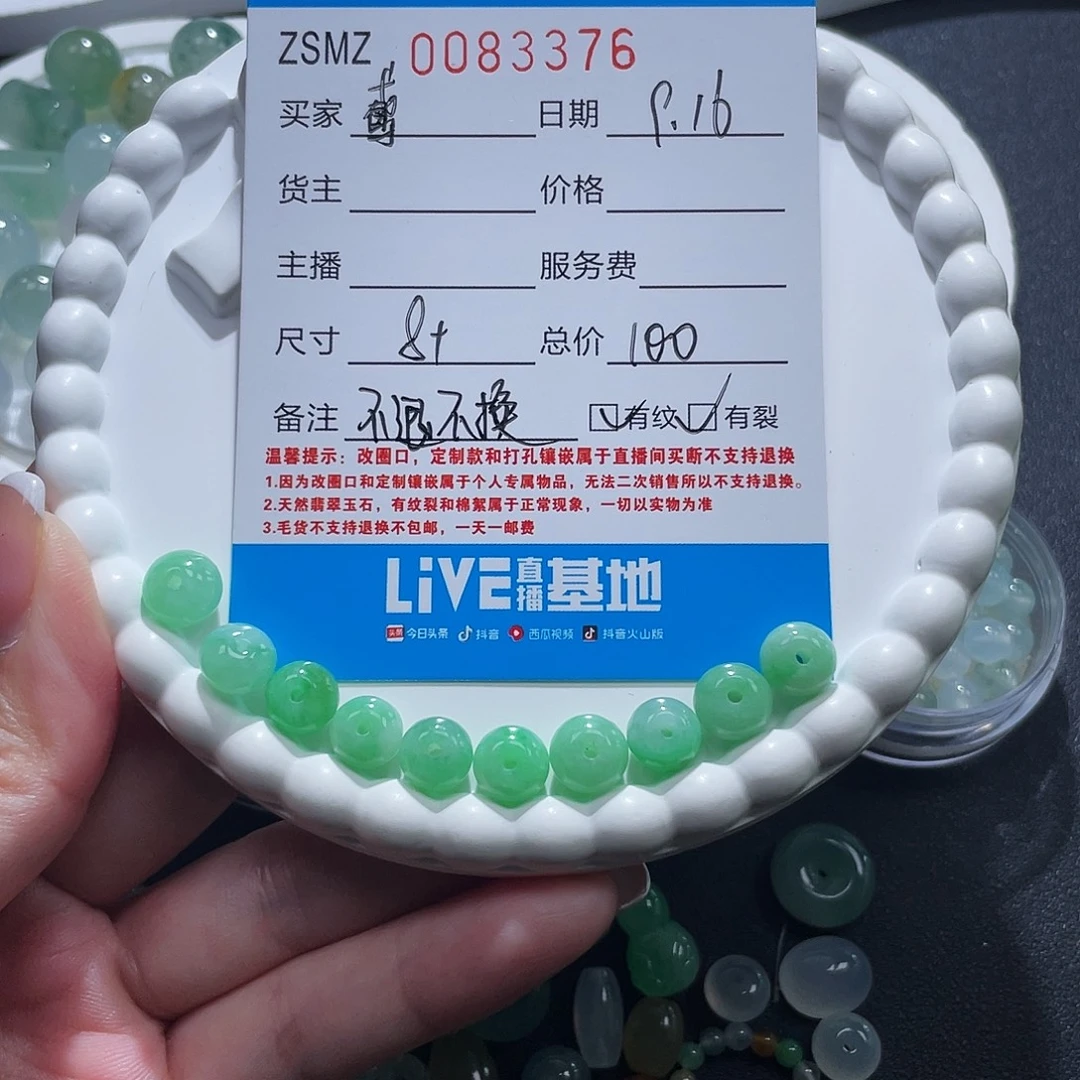 ZSMZ 0083376
买家 日期 9.16
货主 价格
主播 服务费
尺寸 8+ 总价 100
备注 不退不换 有纹 有裂
温馨提示：改圈口，定制款和打孔镶嵌属于直播间买断不支持退换
1.因为改圈口和定制镶嵌属于个人专属物品，无法二次销售所以不支持退换。
2.天然翡翠玉石，有纹裂和棉絮属于正常现象，一切以实物为准
3.毛货不支持退换不包邮，一天一邮费
LiVE直播基地
头条 今日头条 抖音 西瓜视频 抖音火山版